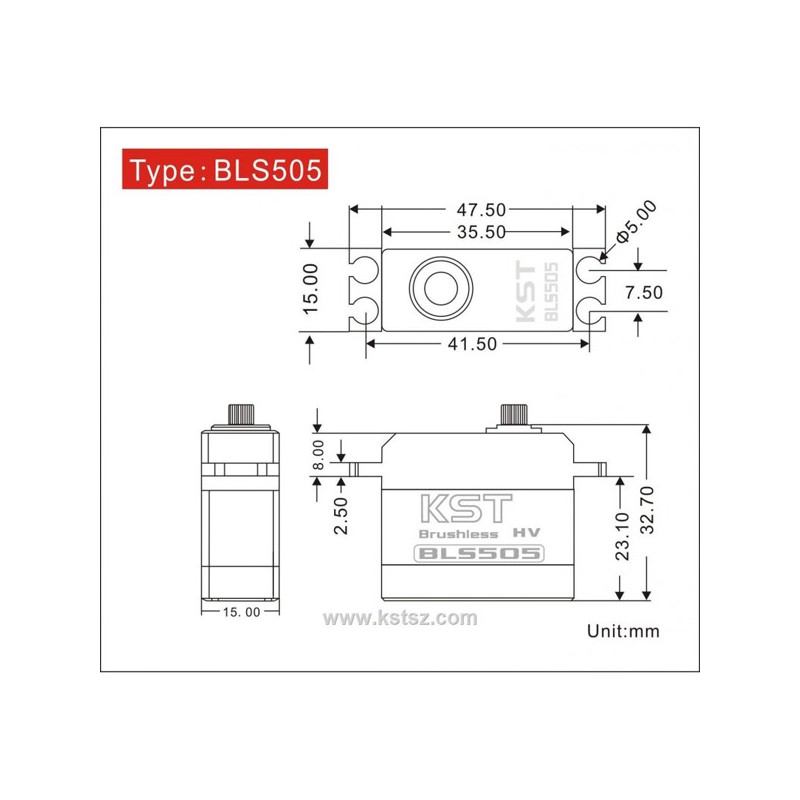 Type: BLS505
47.50
35.50
Φ5.00
15.00
KST
BLS505
7.50
41.50
8.00
2.50
KST
Brushless HV
BLS505
23.10
32.70
15.00
www.kstsz.com
Unit:mm